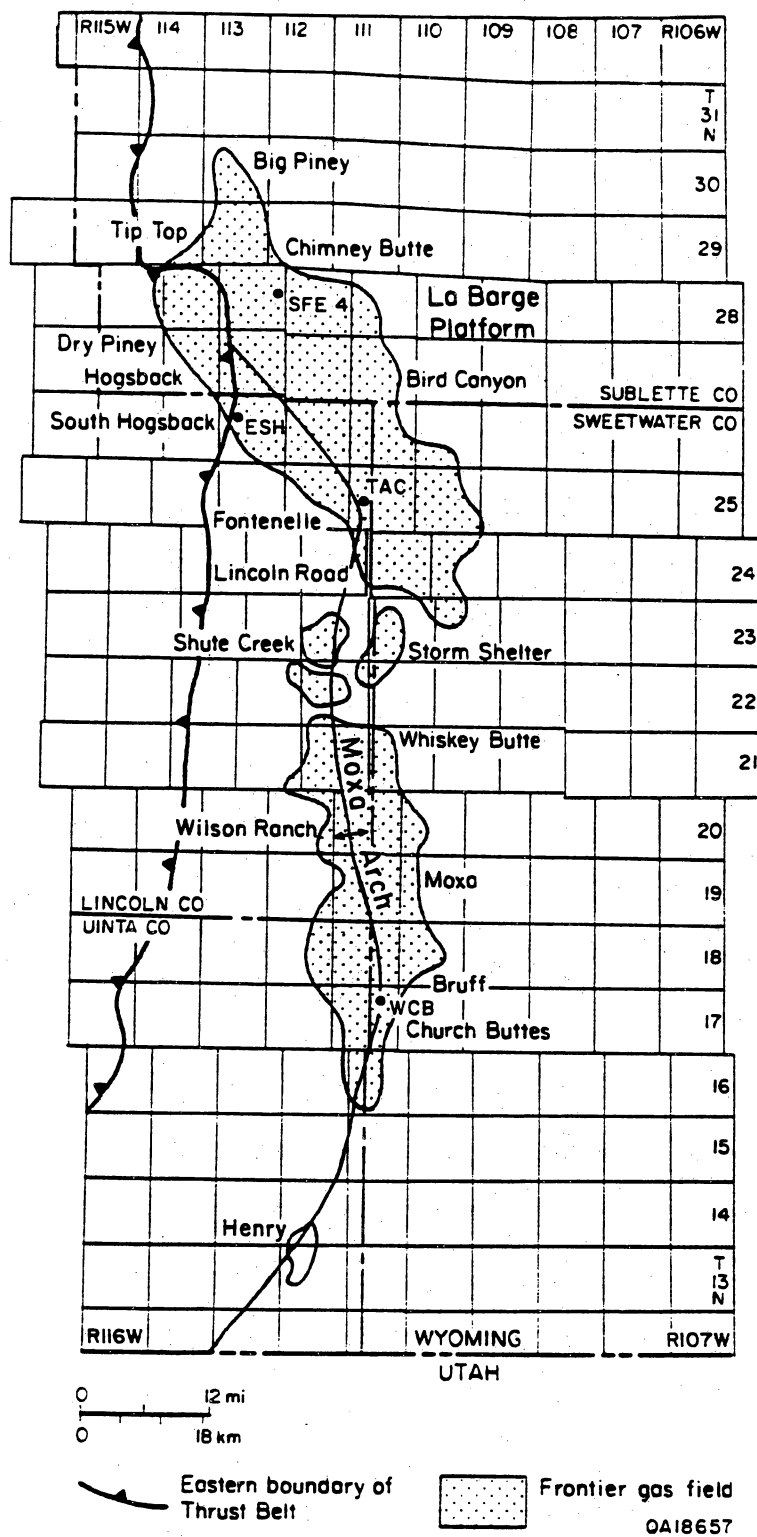 R115W 114 113 112 111 110 109 108 107 R106W
T
31
N
Big Piney
30
Tip Top
Chimney Butte
29
SFE 4
La Barge
Platform
28
Dry Piney
Hogsback
Bird Canyon
SUBLETTE CO
South Hogsback
ESH
SWEETWATER CO
TAC
25
Fontenelle
Lincoln Road
24
Shute Creek
Storm Shelter
23
22
Whiskey Butte
21
Moxa
Arch
Wilson Ranch
20
Moxa
19
LINCOLN CO
UINTA CO
18
Bruff
WCB
Church Buttes
17
16
15
Henry
14
T
13
N
R116W
WYOMING
R107W
UTAH
0 12 mi
0 18 km
Eastern boundary of
Thrust Belt
Frontier gas field
QA18657